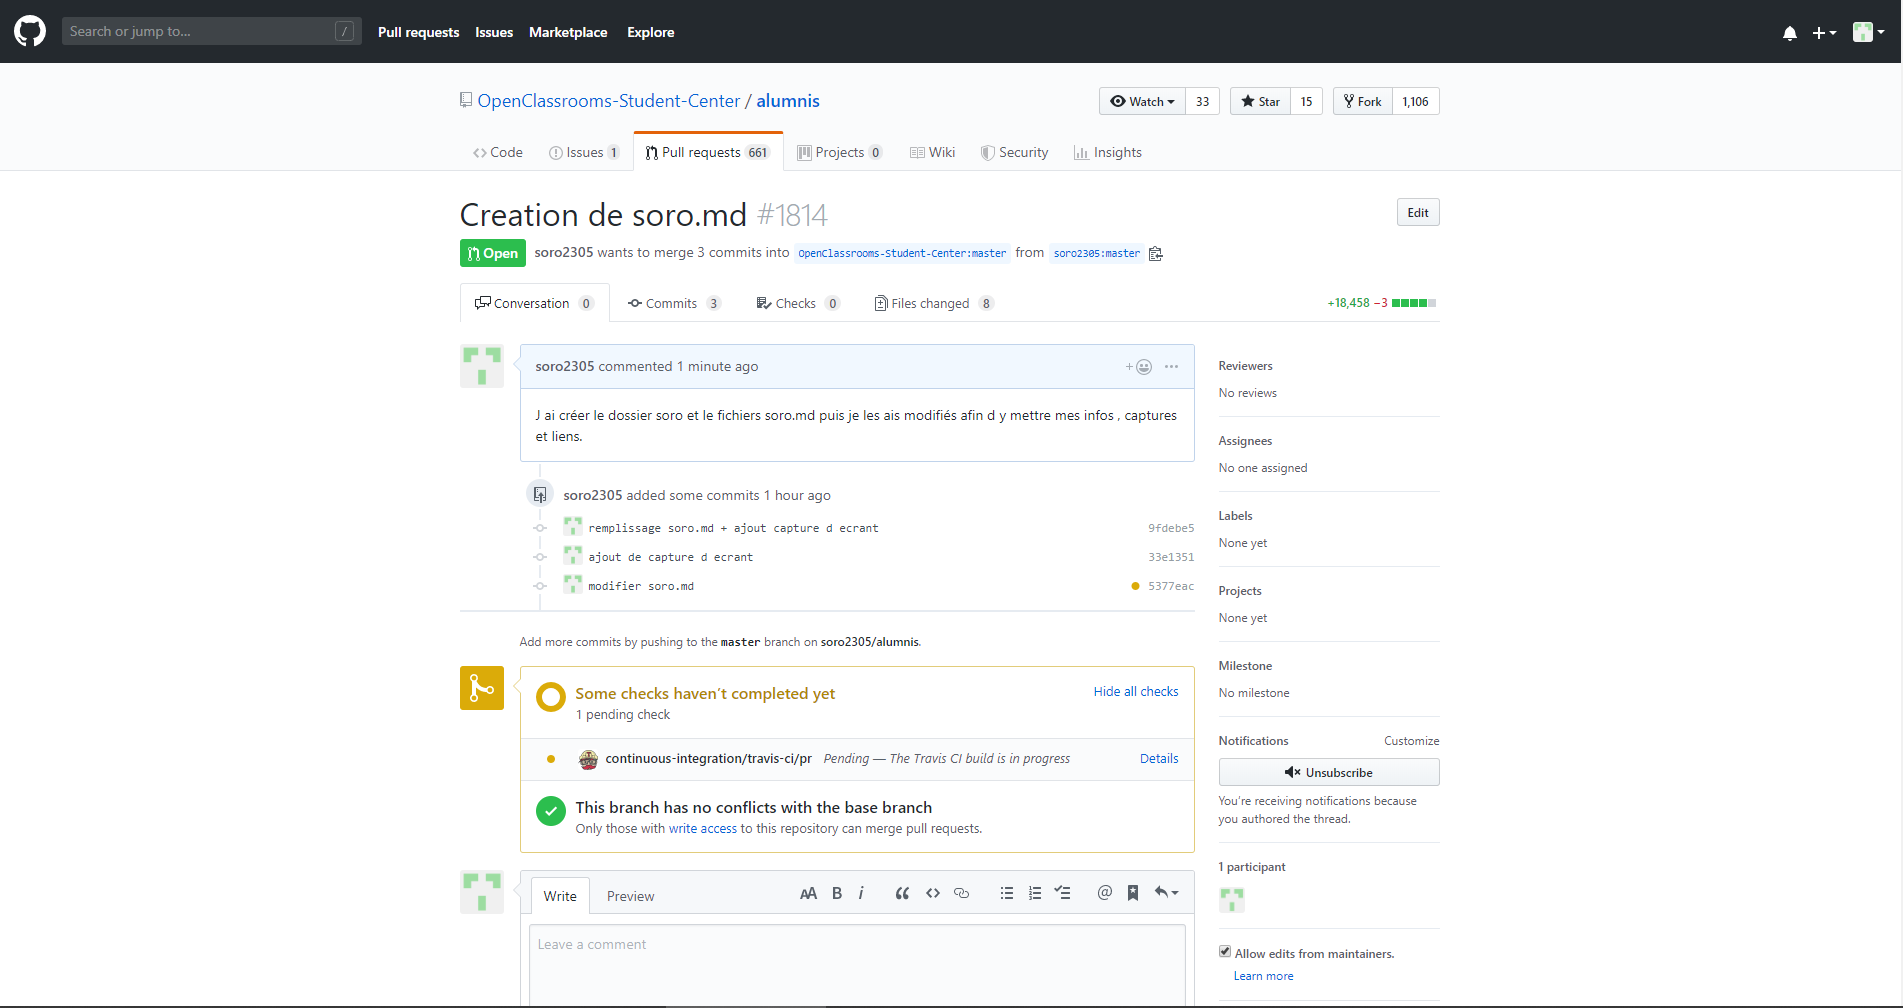 Search or jump to... /
Pull requests Issues Marketplace Explore
OpenClassrooms-Student-Center / alumnis
Watch 33 Star 15 Fork 1,106
Code Issues 1 Pull requests 661 Projects 0 Wiki Security Insights
Creation de soro.md #1814
Edit
Open soro2305 wants to merge 3 commits into OpenClassrooms-Student-Center:master from soro2305:master
Conversation 0 Commits 3 Checks 0 Files changed 8
+18,458 −3
soro2305 commented 1 minute ago
J ai créer le dossier soro et le fichiers soro.md puis je les ais modifiés afin d y mettre mes infos , captures
et liens.
soro2305 added some commits 1 hour ago
remplissage soro.md + ajout capture d ecrant 9fdebe5
ajout de capture d ecrant 33e1351
modifier soro.md 5377eac
Add more commits by pushing to the master branch on soro2305/alumnis.
Some checks haven't completed yet
Hide all checks
1 pending check
continuous-integration/travis-ci/pr Pending — The Travis CI build is in progress Details
This branch has no conflicts with the base branch
Only those with write access to this repository can merge pull requests.
Write Preview
AA B i @
Leave a comment
Reviewers
No reviews
Assignees
No one assigned
Labels
None yet
Projects
None yet
Milestone
No milestone
Notifications Customize
Unsubscribe
You're receiving notifications because
you authored the thread.
1 participant
Allow edits from maintainers.
Learn more